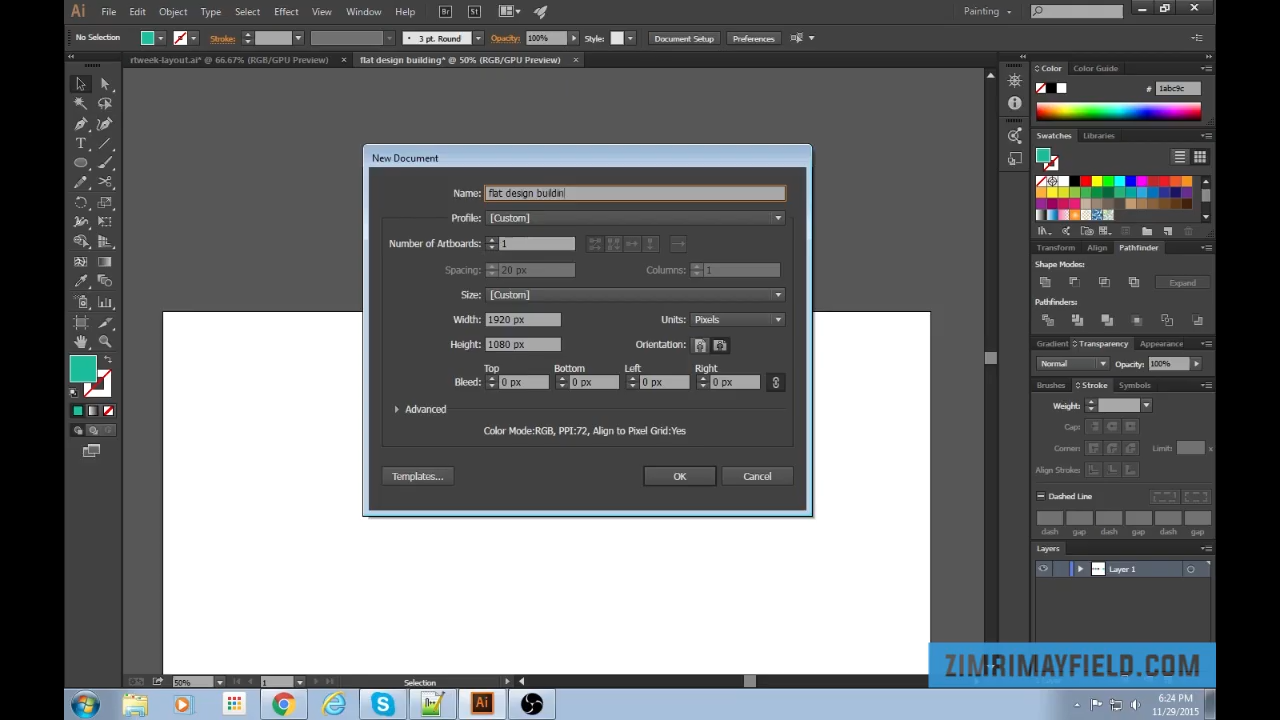 Ai File Edit Object Type Select Effect View Window Help Br St Painting
No Selection Stroke: 3 pt. Round Opacity: 100% Style: Document Setup Preferences
rtweek-layout.ai* @ 66.67% (RGB/GPU Preview) × flat design building* @ 50% (RGB/GPU Preview) ×
Color Color Guide
# 1abc9c
Swatches Libraries
Transform Align Pathfinder
Shape Modes:
Expand
Pathfinders:
Gradient Transparency Appearance
Normal Opacity: 100%
Brushes Stroke Symbols
Weight:
Cap:
Corner: Limit:
Align Stroke:
Dashed Line
dash gap dash gap dash gap
Layers
Layer 1
New Document
Name: flat design buildin
Profile: [Custom]
Number of Artboards: 1
Spacing: 20 px Columns: 1
Size: [Custom]
Width: 1920 px Units: Pixels
Height: 1080 px Orientation:
Top Bottom Left Right
Bleed: 0 px 0 px 0 px 0 px
Advanced
Color Mode:RGB, PPI:72, Align to Pixel Grid:Yes
Templates... OK Cancel
ZIMRIMAYFIELD.COM
50% 1 Selection
Ai
6:24 PM
11/29/2015